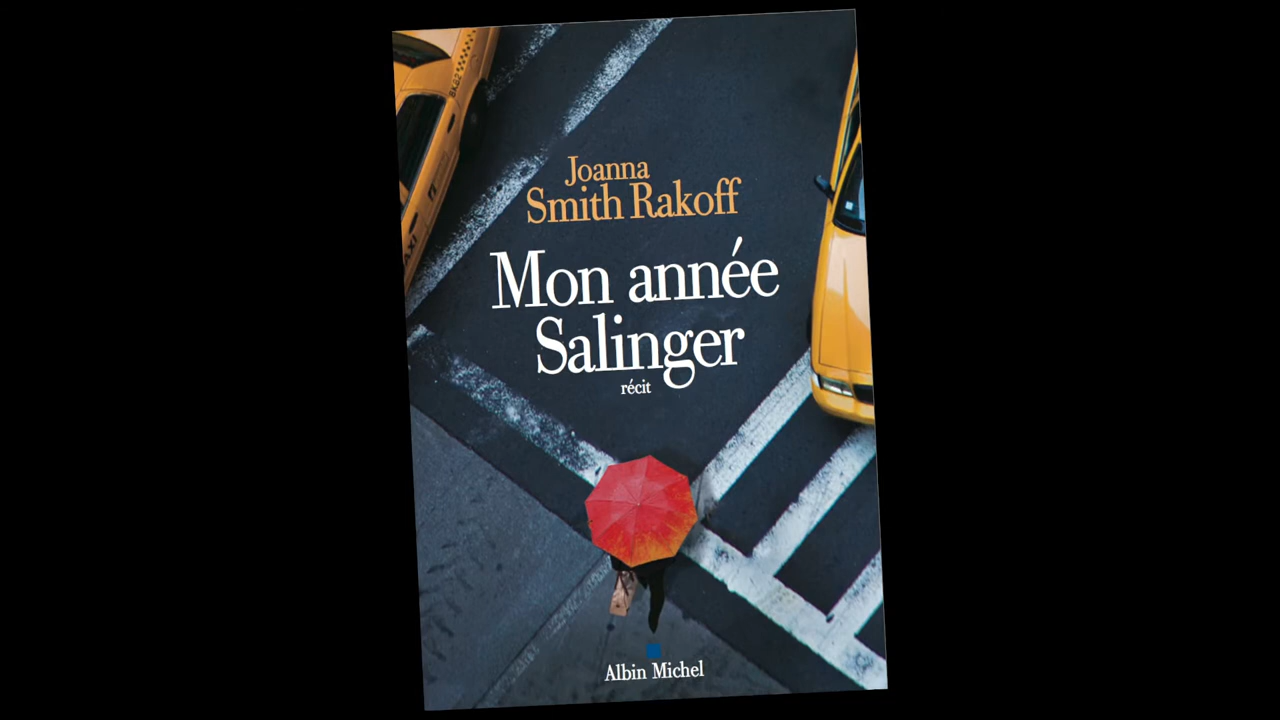 Joanna
Smith Rakoff
Mon année
Salinger
récit
Albin Michel